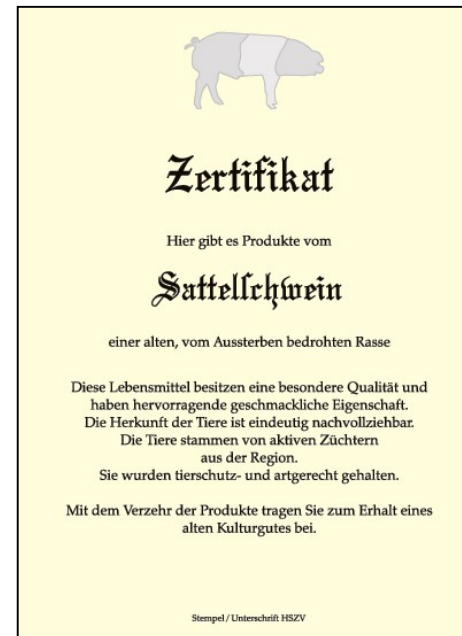 Zertifikat
Hier gibt es Produkte vom
Sattelſchwein
einer alten, vom Aussterben bedrohten Rasse
Diese Lebensmittel besitzen eine besondere Qualität und
haben hervorragende geschmackliche Eigenschaft.
Die Herkunft der Tiere ist eindeutig nachvollziehbar.
Die Tiere stammen von aktiven Züchtern
aus der Region.
Sie wurden tierschutz- und artgerecht gehalten.
Mit dem Verzehr der Produkte tragen Sie zum Erhalt eines
alten Kulturgutes bei.
Stempel / Unterschrift HSZV